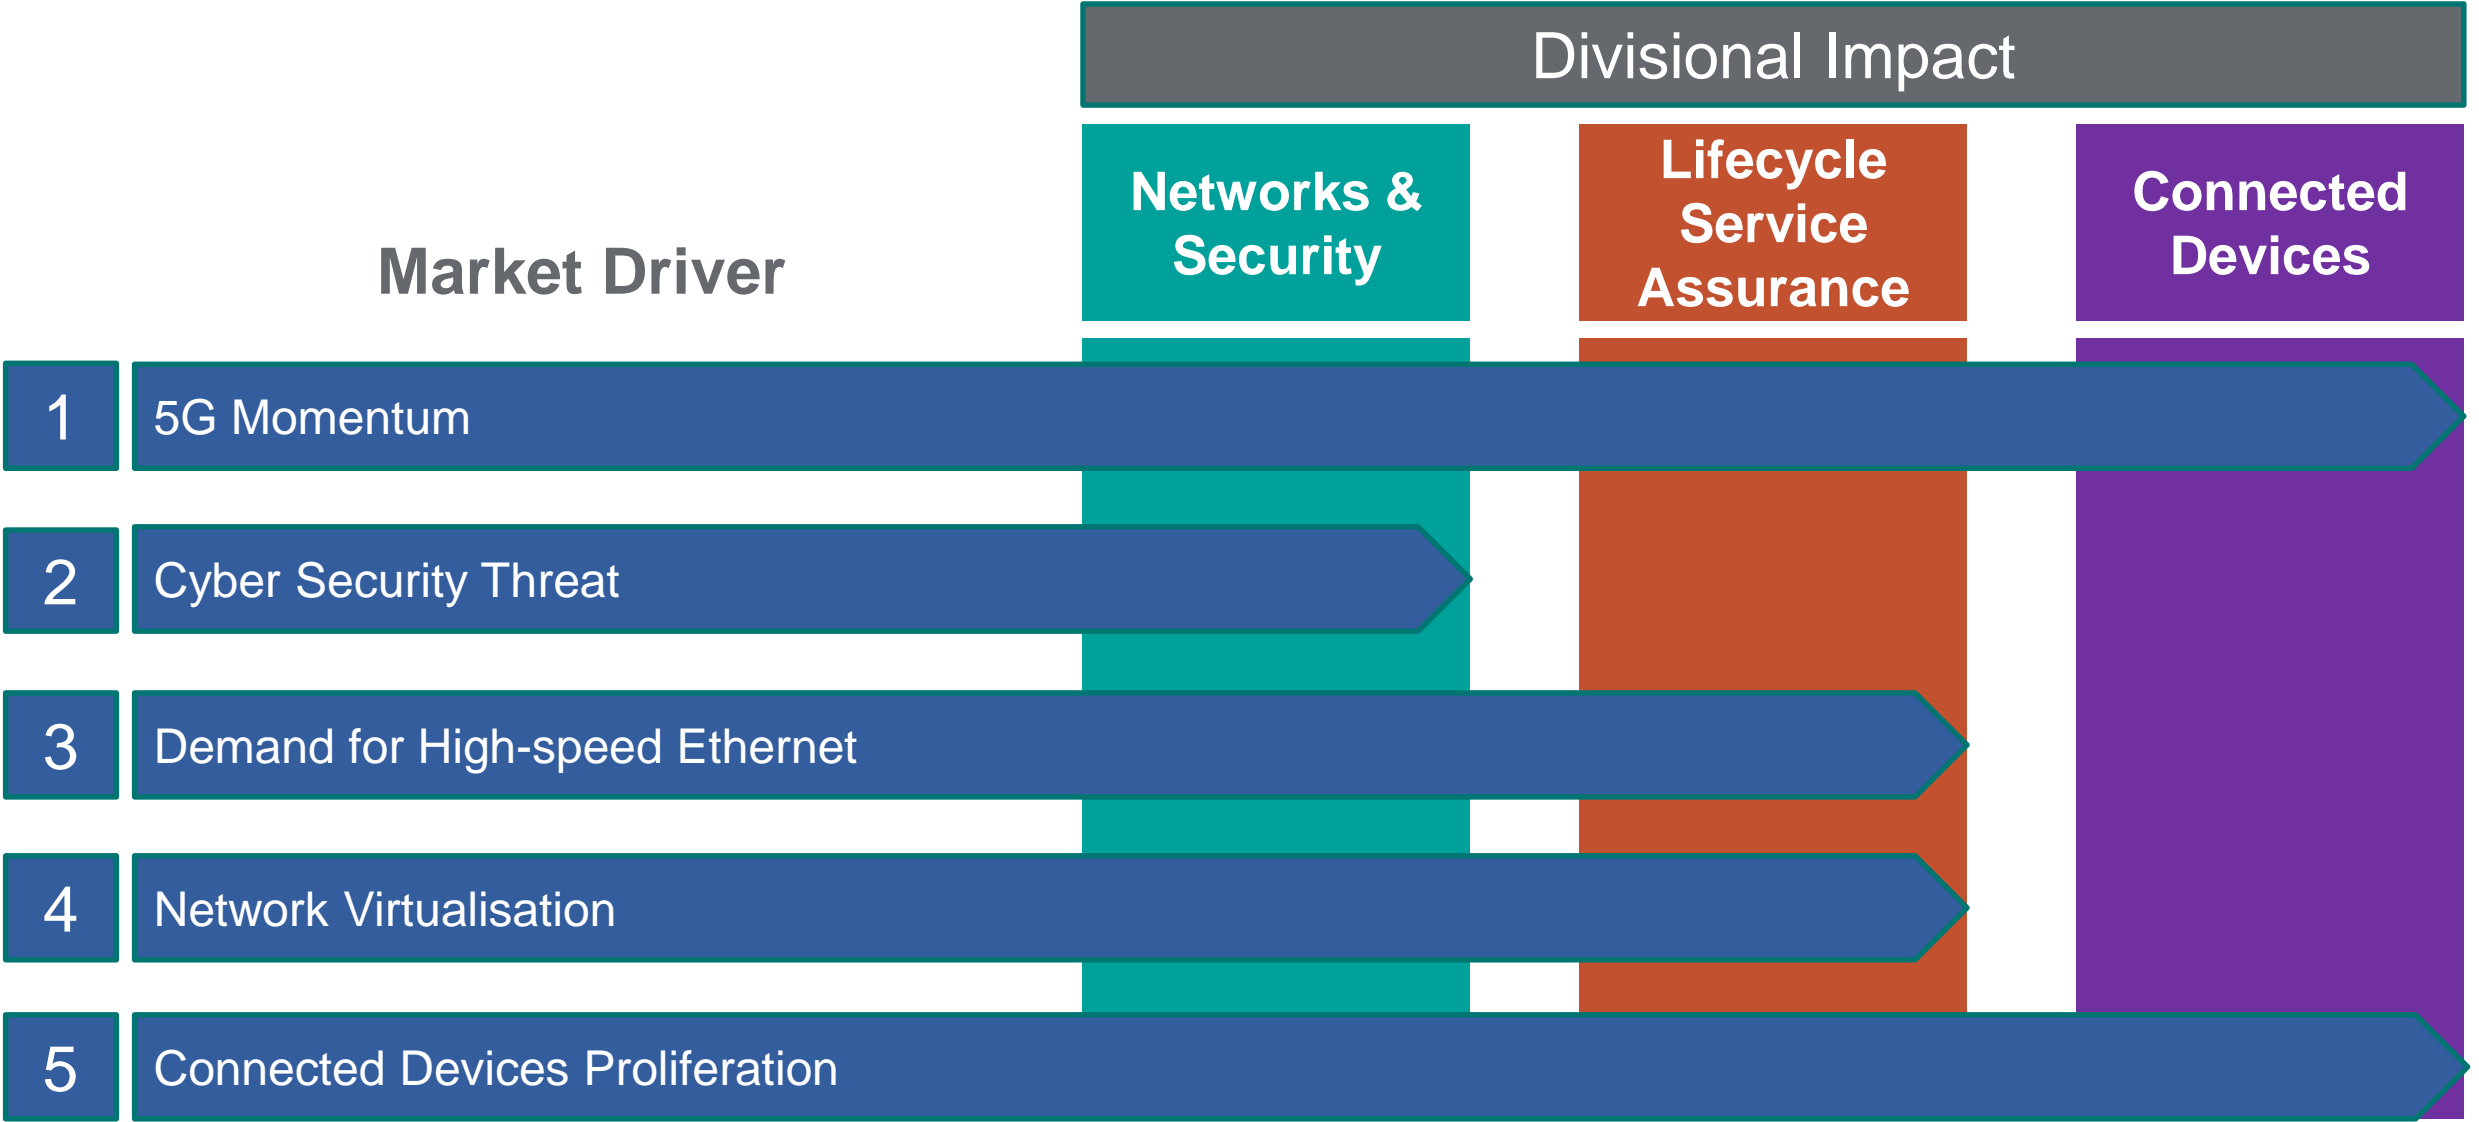 Divisional Impact
Market Driver
Networks &
Security
Lifecycle
Service
Assurance
Connected
Devices
1
5G Momentum
2
Cyber Security Threat
3
Demand for High-speed Ethernet
4
Network Virtualisation
5
Connected Devices Proliferation